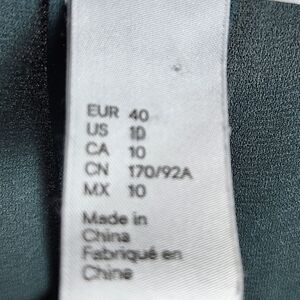 EUR 40
US 10
CA 10
CN 170/92A
MX 10
Made in
China
Fabriqué en
Chine